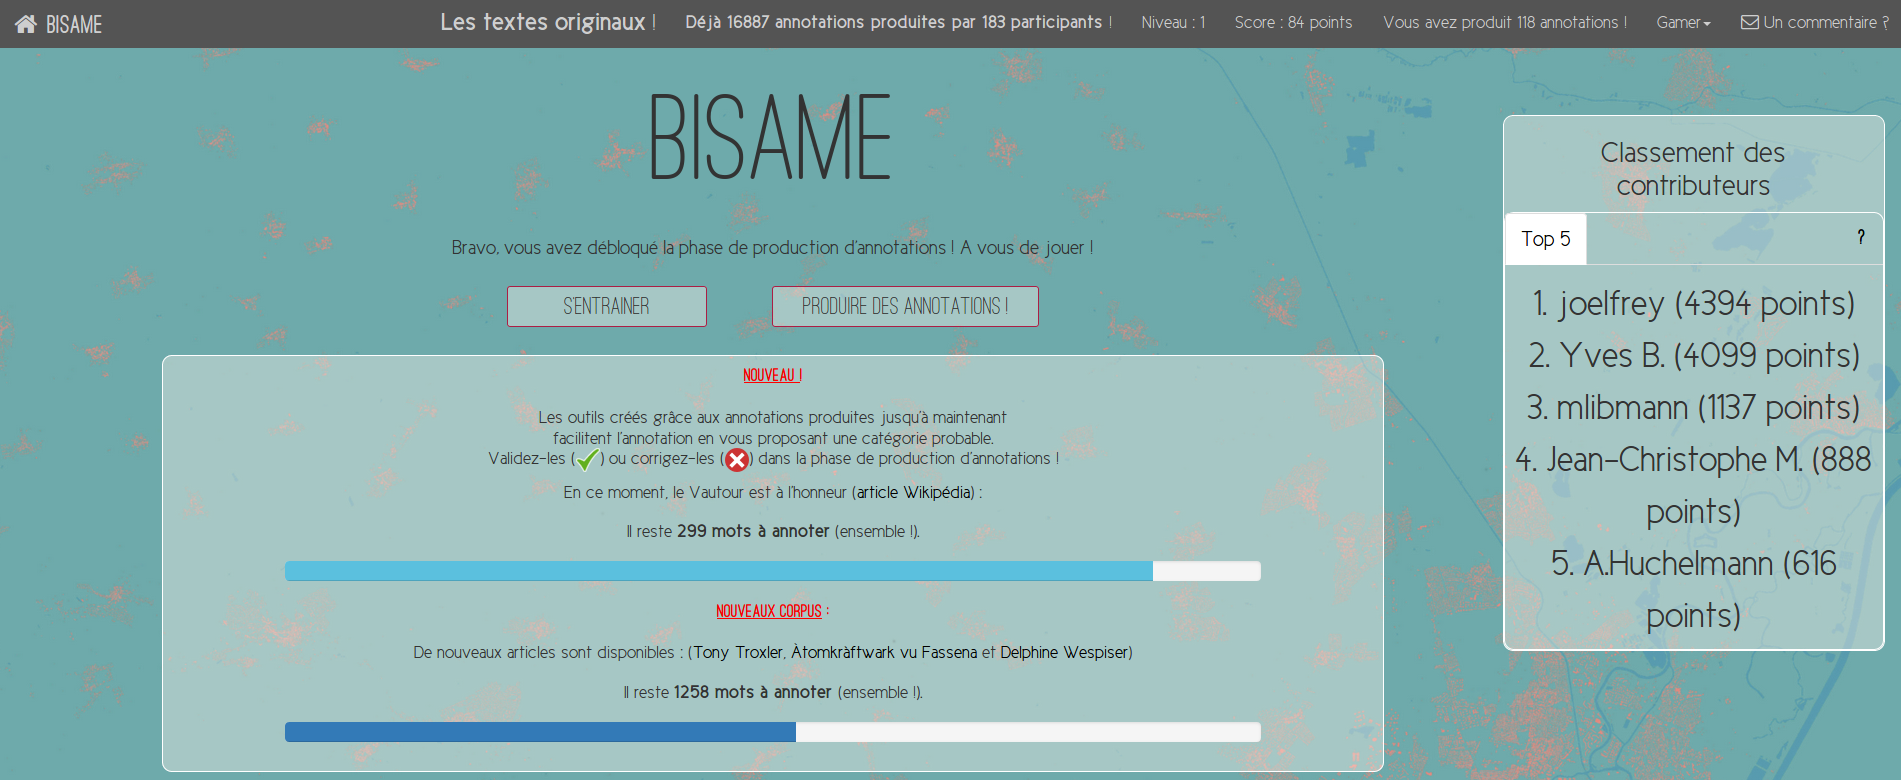 BISAME
Les textes originaux !
Déjà 16887 annotations produites par 183 participants !
Niveau : 1
Score : 84 points
Vous avez produit 118 annotations !
Gamer
Un commentaire ?
BISAME
Bravo, vous avez débloqué la phase de production d'annotations ! A vous de jouer !
S'ENTRAINER
PRODUIRE DES ANNOTATIONS !
NOUVEAU !
Les outils créés grâce aux annotations produites jusqu'à maintenant
facilitent l'annotation en vous proposant une catégorie probable.
Validez-les ( ) ou corrigez-les ( ) dans la phase de production d'annotations !
En ce moment, le Vautour est à l'honneur (article Wikipédia) :
Il reste 299 mots à annoter (ensemble !).
NOUVEAUX CORPUS :
De nouveaux articles sont disponibles : (Tony Troxler, Àtomkràftwark vu Fassena et Delphine Wespiser)
Il reste 1258 mots à annoter (ensemble !).
Classement des
contributeurs
Top 5
?
1. joelfrey (4394 points)
2. Yves B. (4099 points)
3. mlibmann (1137 points)
4. Jean-Christophe M. (888
points)
5. A.Huchelmann (616
points)